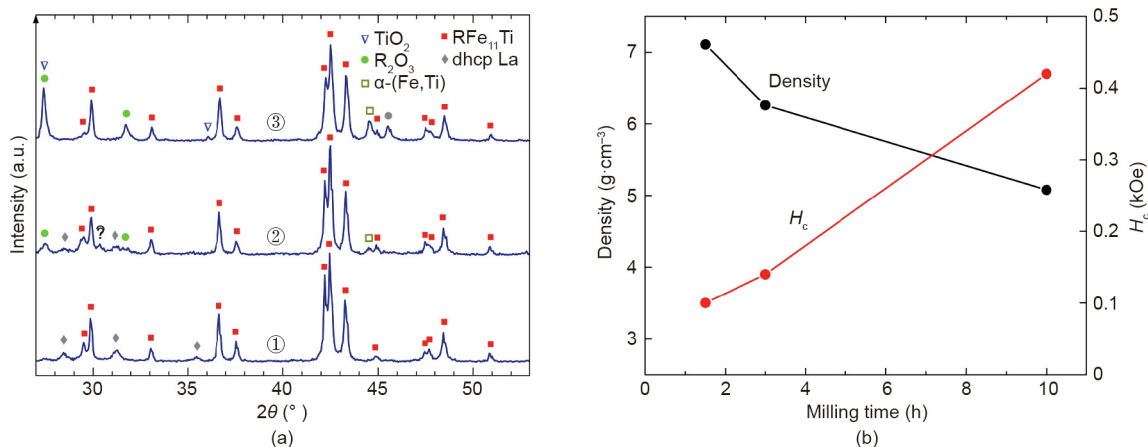 TiO₂
RFe₁₁Ti
R₂O₃
dhcp La
α-(Fe,Ti)
③
?
②
①
Intensity (a.u.)
30 35 40 45 50
2θ (°)
(a)
7
6
5
4
3
Density (g·cm⁻³)
Density
H_c
0.5
0.4
0.3
0.2
0.1
0
H_c (kOe)
0 2 4 6 8 10
Milling time (h)
(b)